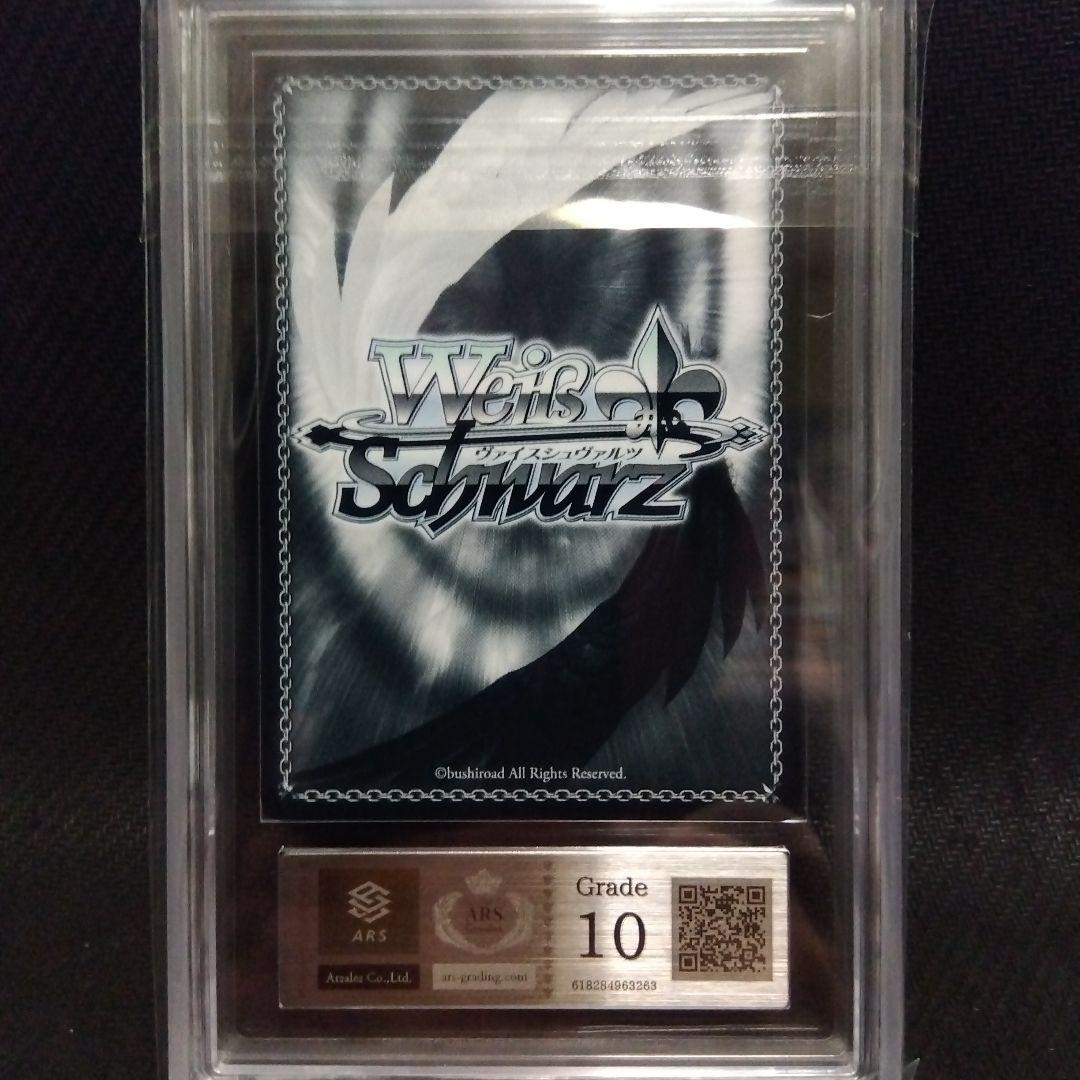 Weiß
ヴァイスシュヴァルツ
Schwarz
©bushiroad All Rights Reserved.
ARS
Arzalez Co.,Ltd.
ARS
ars-grading.com
Grade
10
618284963263